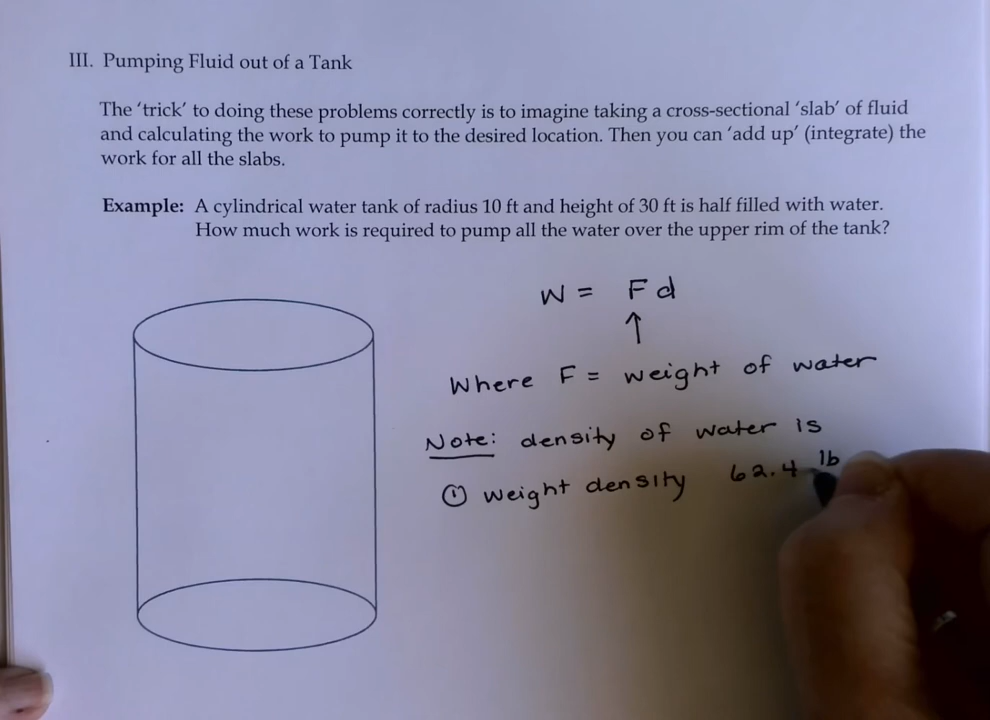 III. Pumping Fluid out of a Tank
The 'trick' to doing these problems correctly is to imagine taking a cross-sectional 'slab' of fluid
and calculating the work to pump it to the desired location. Then you can 'add up' (integrate) the
work for all the slabs.
Example: A cylindrical water tank of radius 10 ft and height of 30 ft is half filled with water.
How much work is required to pump all the water over the upper rim of the tank?
W = Fd
↑
Where F = weight of water
Note: density of water is
① weight density 62.4 lb